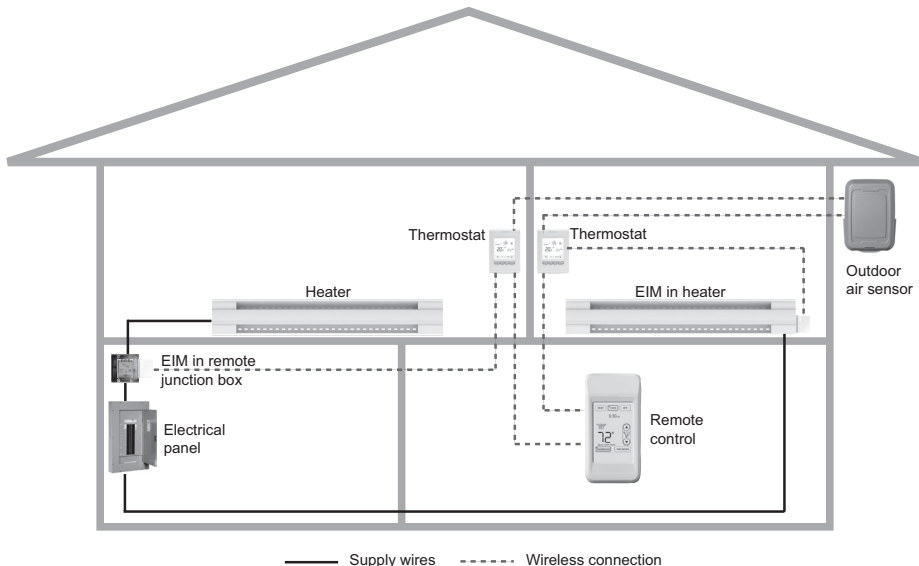 Thermostat
Thermostat
Outdoor
air sensor
Heater
EIM in heater
EIM in remote
junction box
Electrical
panel
Remote
control
72°
Supply wires
Wireless connection